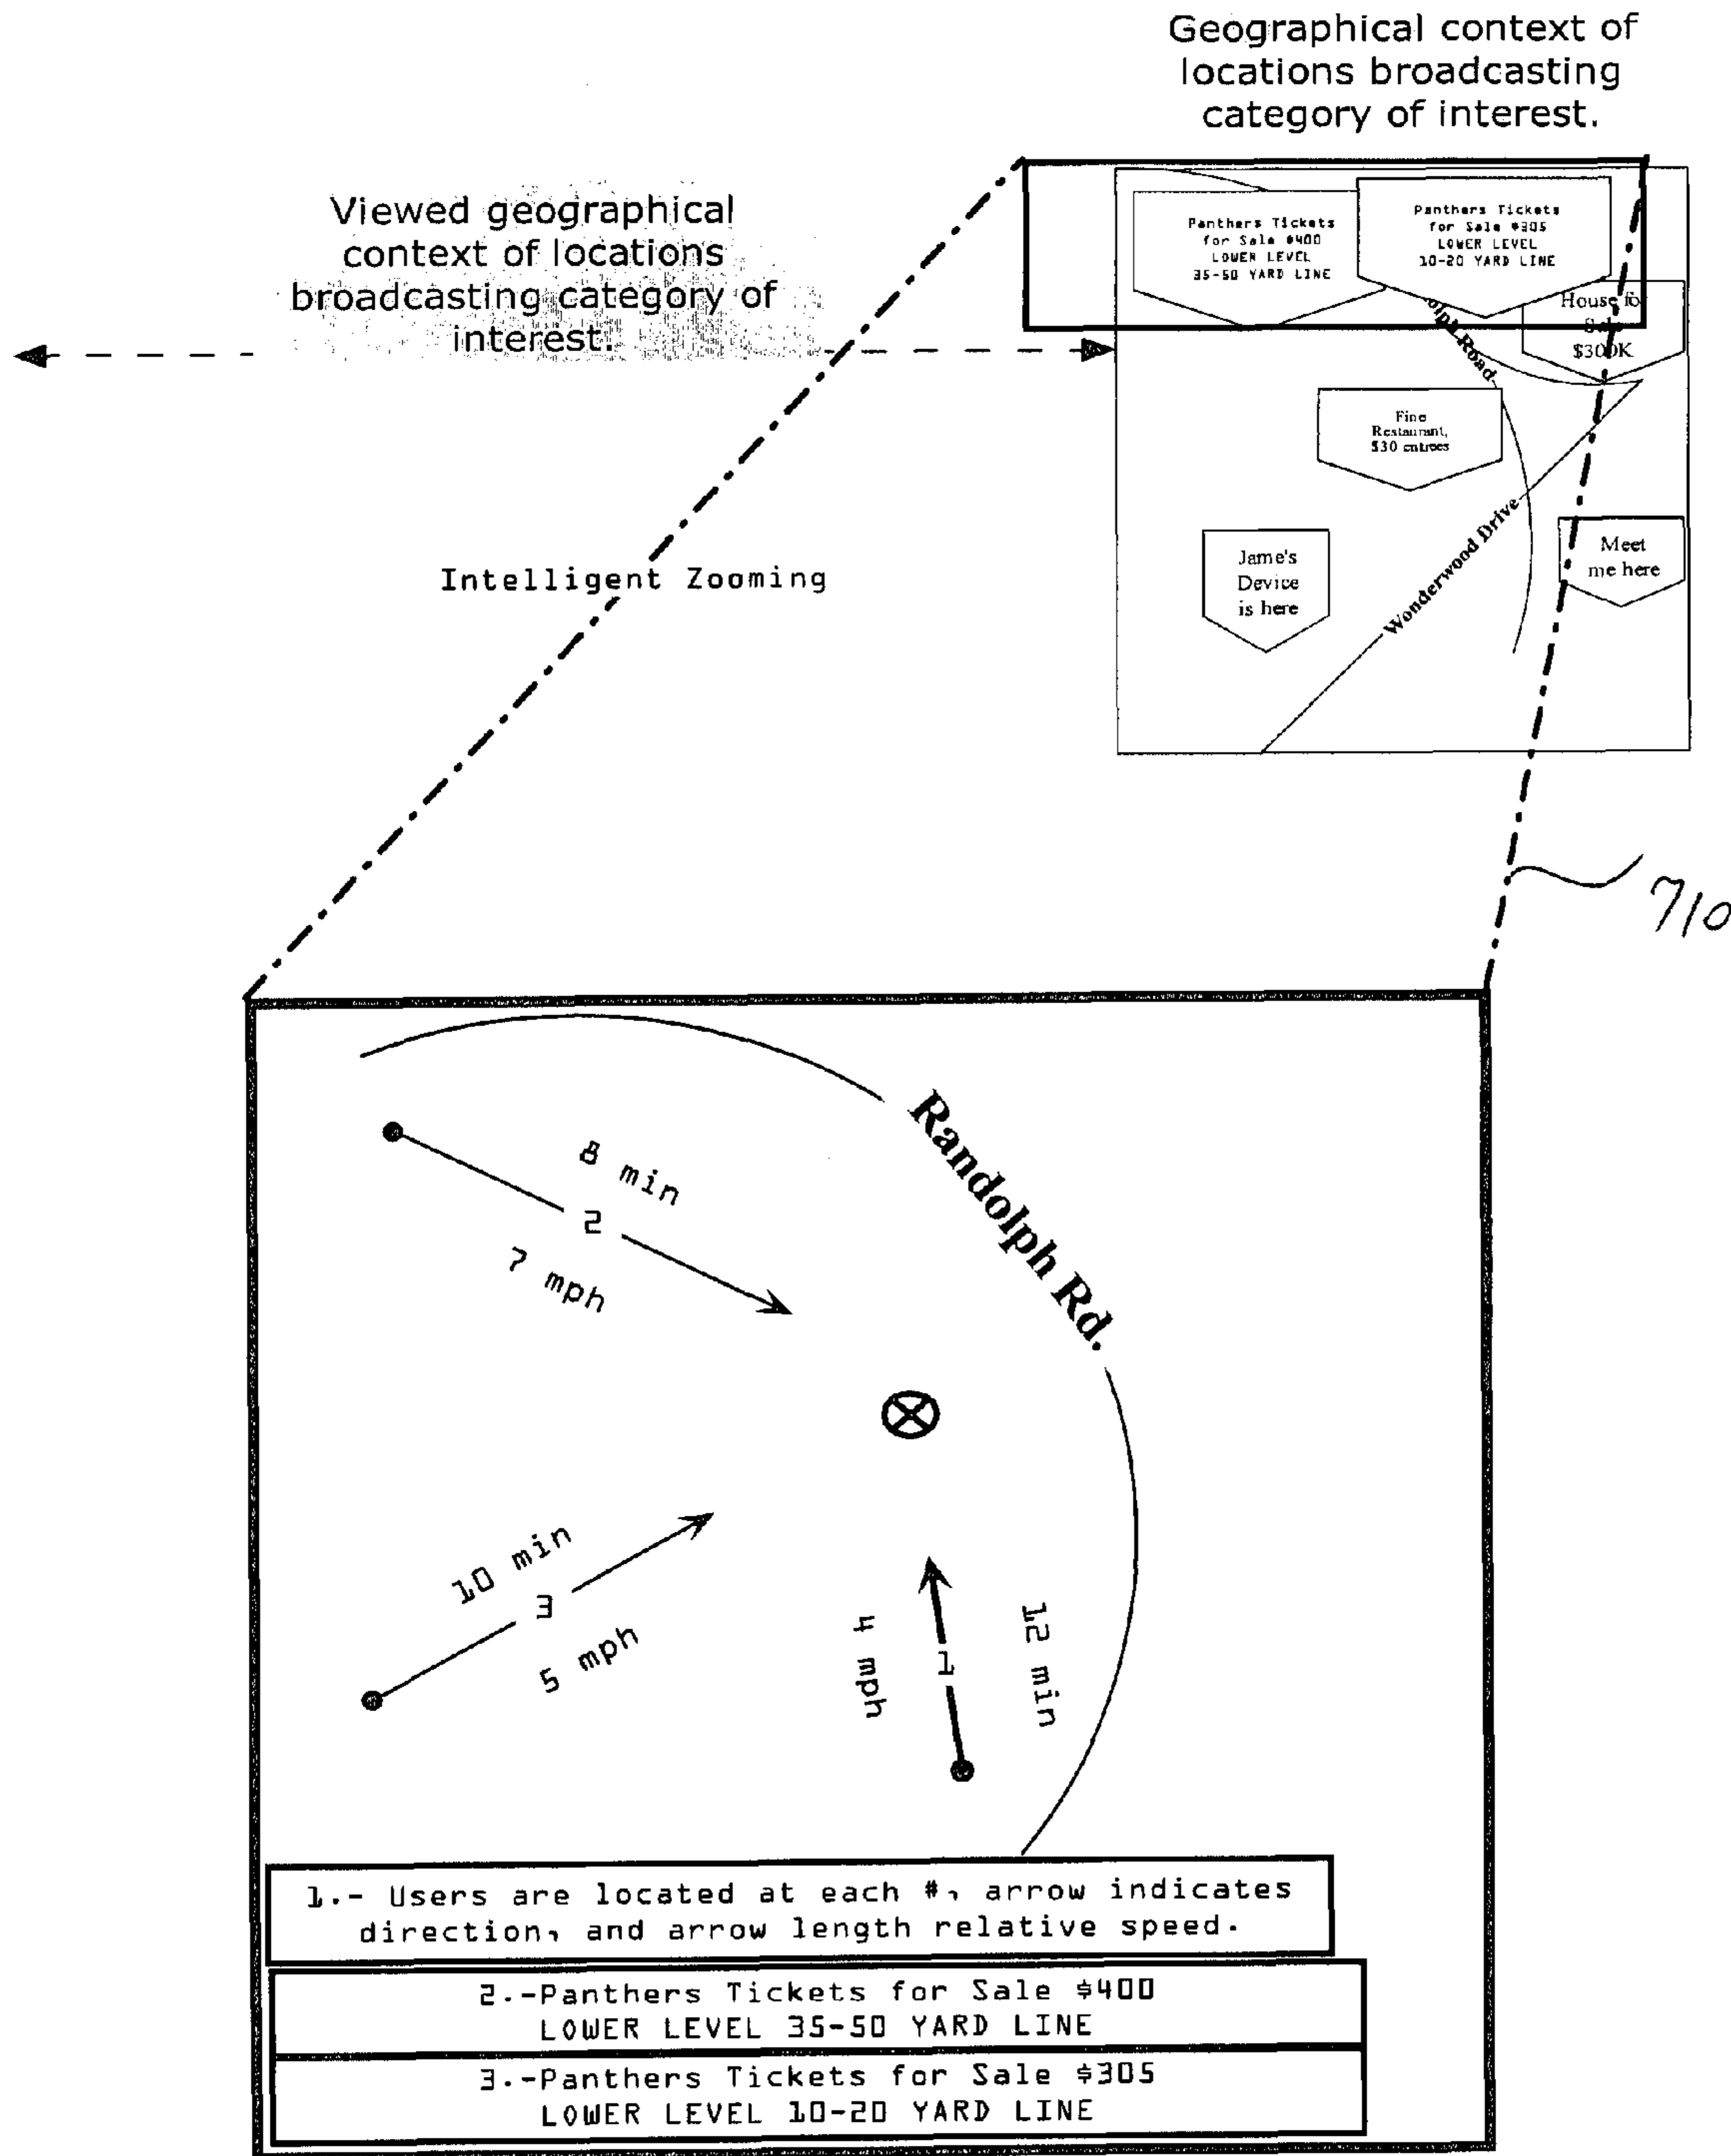 Geographical context of
locations broadcasting
category of interest.
Viewed geographical
context of locations
broadcasting category of
interest.
Panthers Tickets
for Sale $400
LOWER LEVEL
35-50 YARD LINE
Panthers Tickets
for Sale $305
LOWER LEVEL
10-20 YARD LINE
House fo
$300K
olph Road
Fine
Restaurant,
$30 entrees
Jame's
Device
is here
Wonderwood Drive
Meet
me here
Intelligent Zooming
710
8 min
2
7 mph
Randolph Rd.
10 min
3
5 mph
4 mph
1
12 min
1.- Users are located at each #, arrow indicates
direction, and arrow length relative speed.
2.-Panthers Tickets for Sale $400
LOWER LEVEL 35-50 YARD LINE
3.-Panthers Tickets for Sale $305
LOWER LEVEL 10-20 YARD LINE